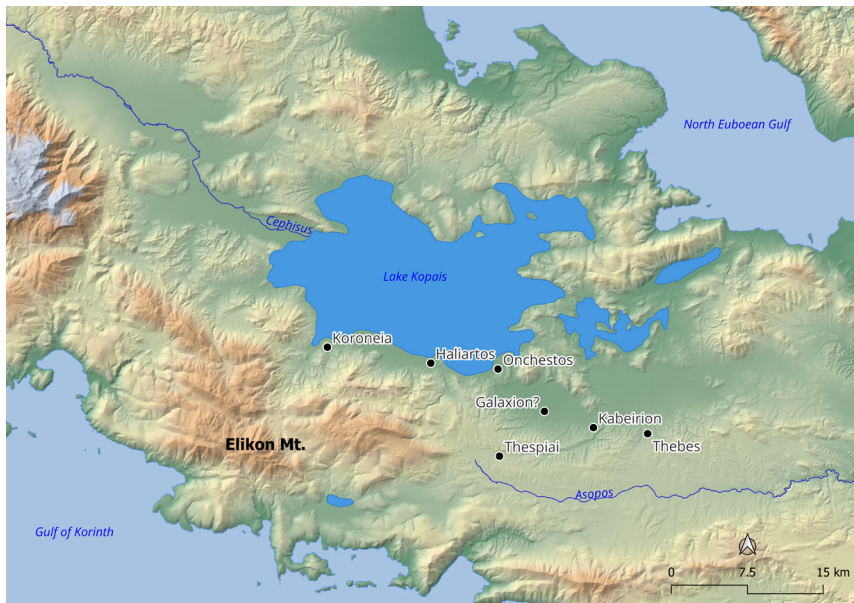 North Euboean Gulf
Cephisus
Lake Kopais
Koroneia
Haliartos
Onchestos
Galaxion?
Kabeirion
Elikon Mt.
Thespiai
Thebes
Asopos
Gulf of Korinth
0 7.5 15 km